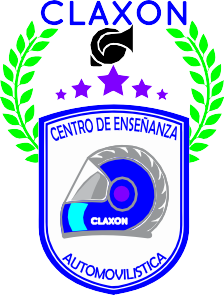 CLAXON
CENTRO DE ENSEÑANZA
CLAXON
AUTOMOVILISTICA